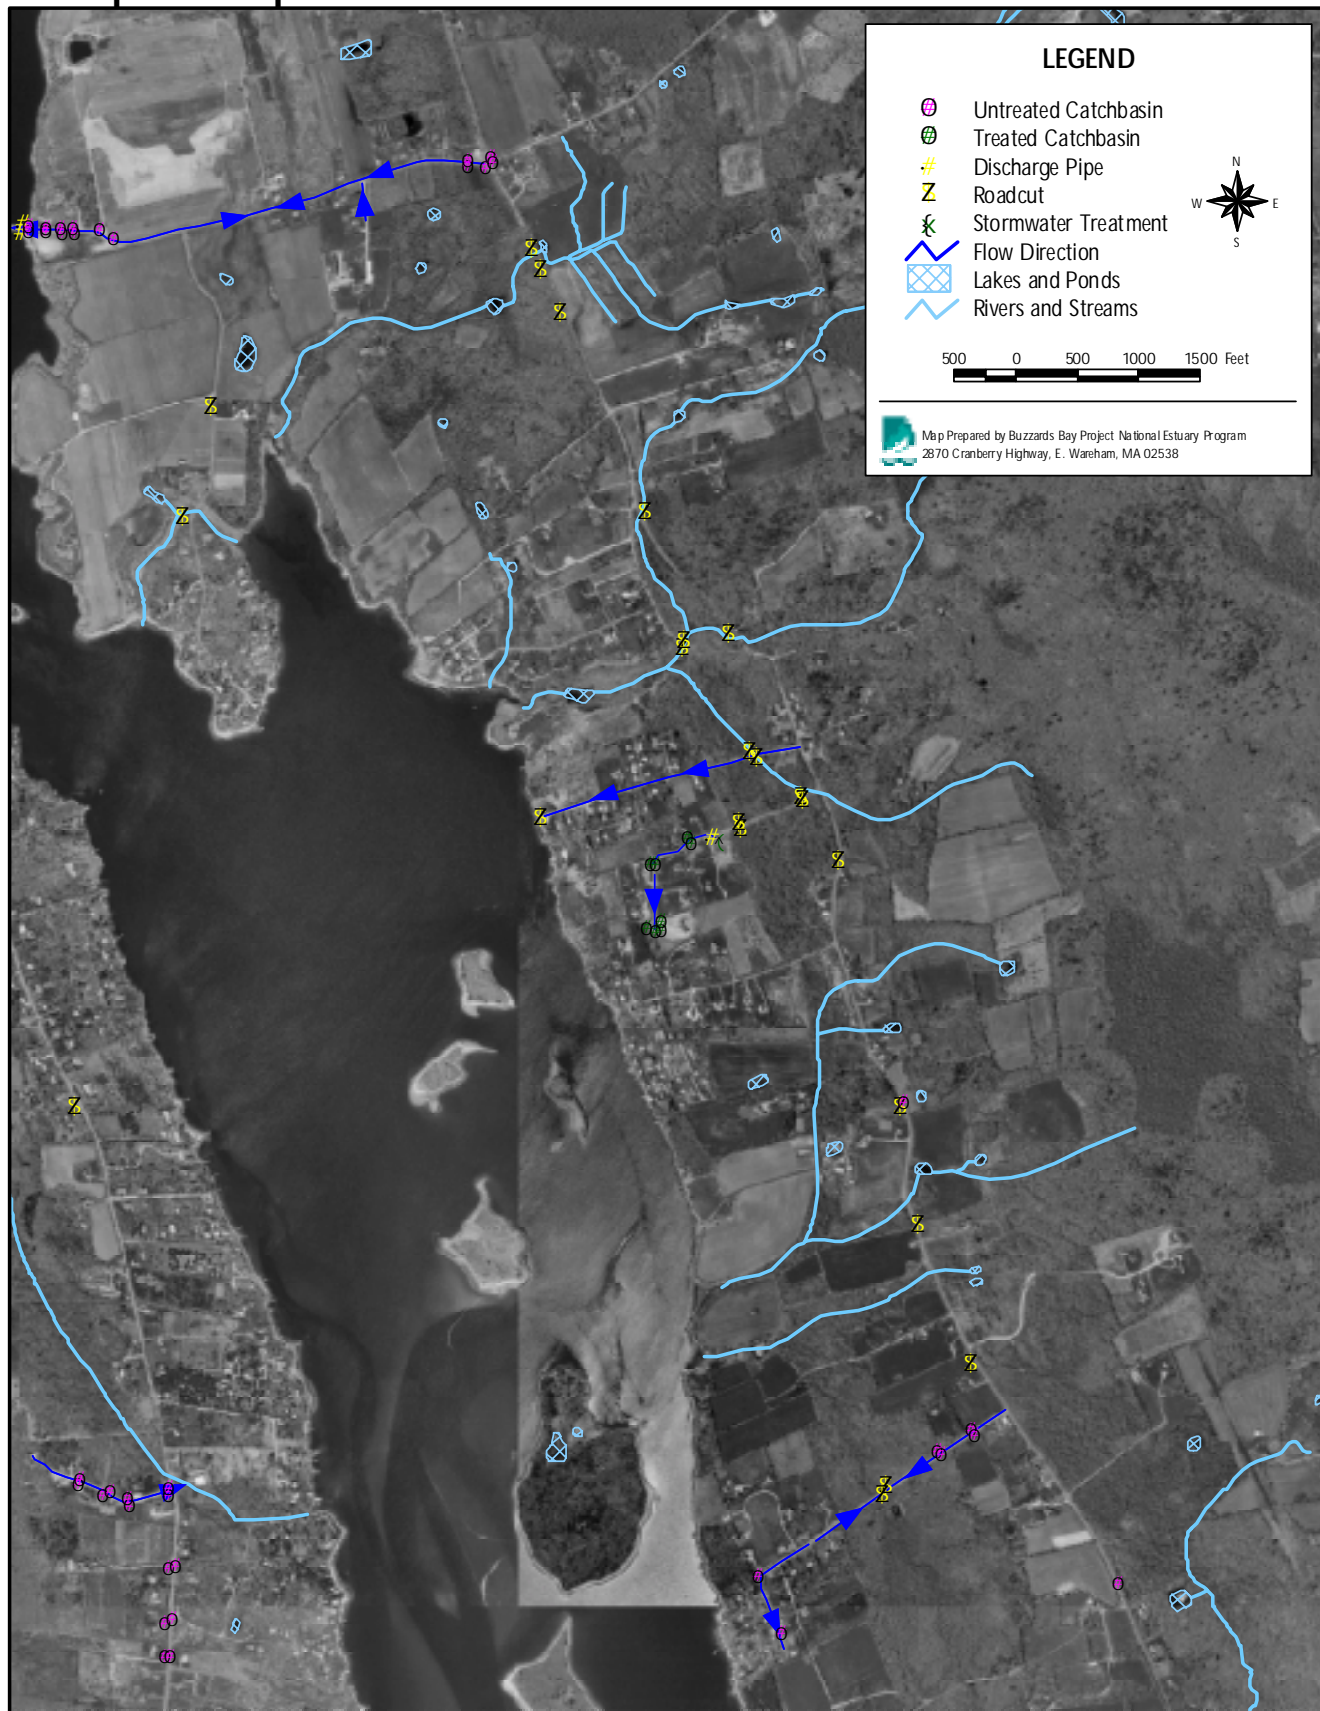 LEGEND
Untreated Catchbasin
Treated Catchbasin
Discharge Pipe
Roadcut
Stormwater Treatment
Flow Direction
Lakes and Ponds
Rivers and Streams
N
W E
S
500 0 500 1000 1500 Feet
Map Prepared by Buzzards Bay Project National Estuary Program
2870 Cranberry Highway, E. Wareham, MA 02538